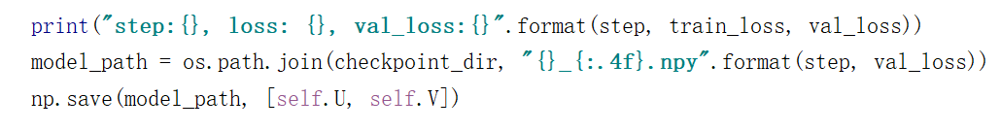 print("step:{}, loss: {}, val_loss:{}".format(step, train_loss, val_loss))
model_path = os.path.join(checkpoint_dir, "{}_{:.4f}.npy".format(step, val_loss))
np.save(model_path, [self.U, self.V])